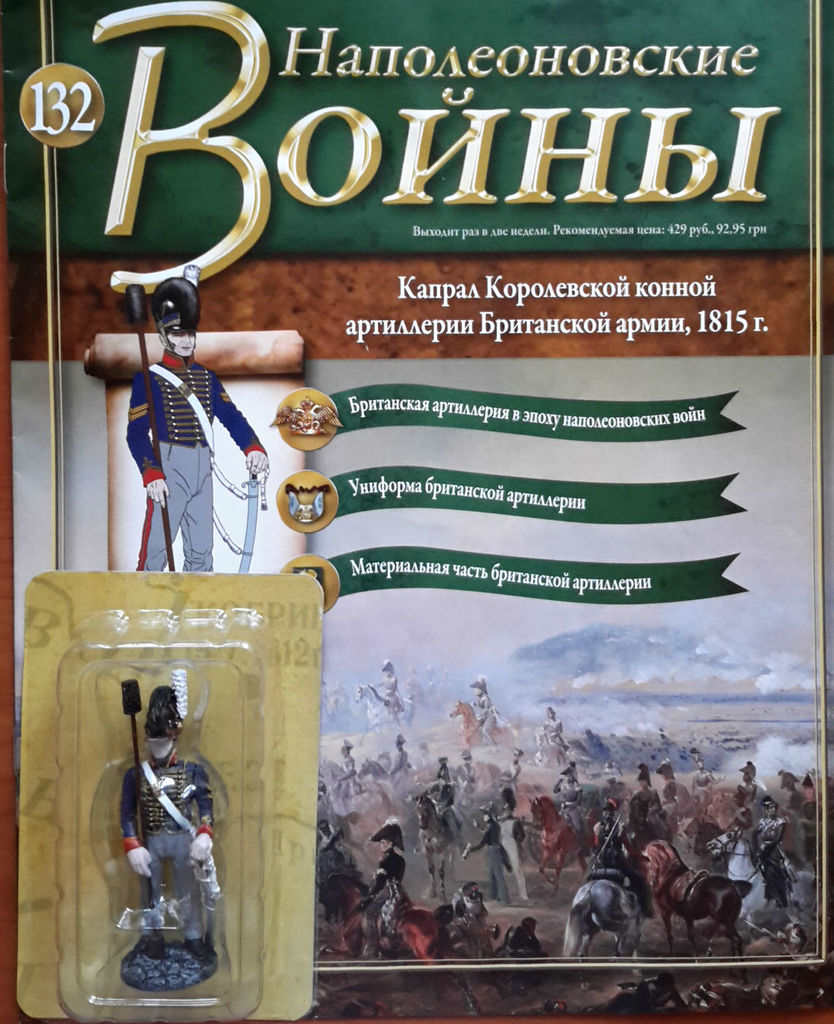 Наполеоновские
Войны
132
Выходит раз в две недели. Рекомендуемая цена: 429 руб., 92,95 грн
Капрал Королевской конной
артиллерии Британской армии, 1815 г.
Британская артиллерия в эпоху наполеоновских войн
Униформа британской артиллерии
Материальная часть британской артиллерии